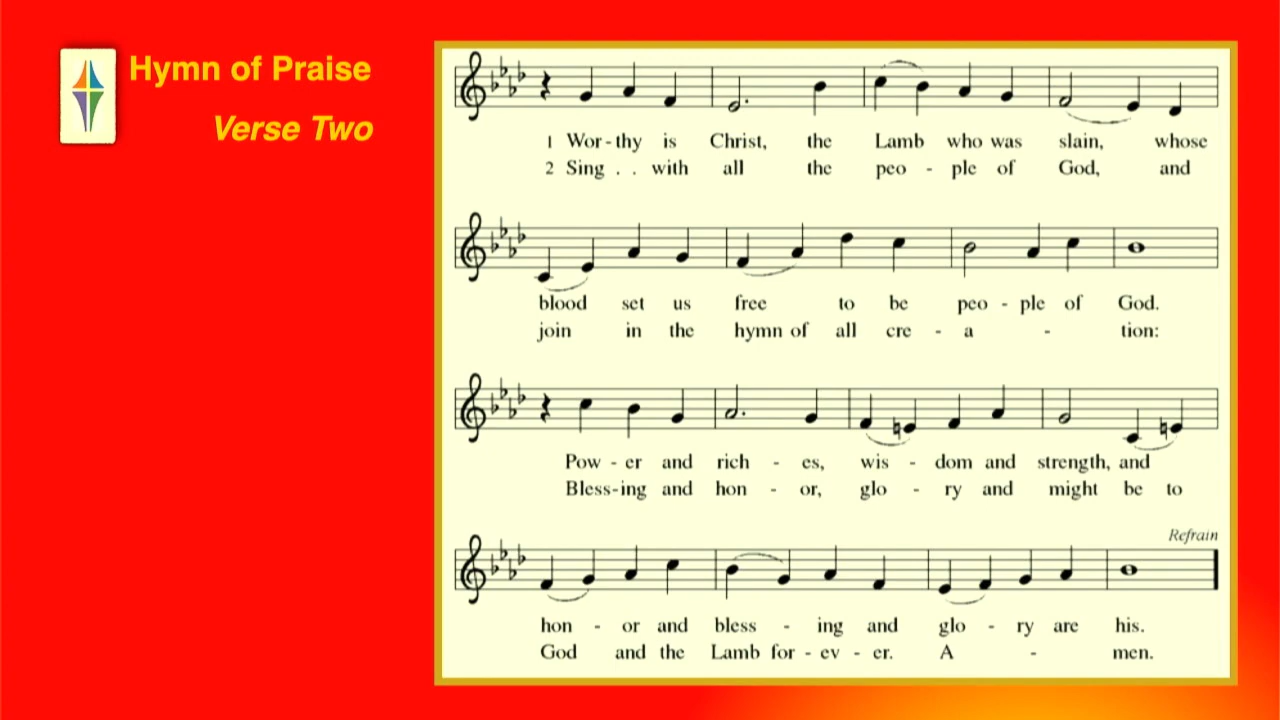 Hymn of Praise
Verse Two
1 Wor - thy is Christ, the Lamb who was slain, whose
2 Sing . . with all the peo - ple of God, and
blood set us free to be peo - ple of God.
join in the hymn of all cre - a - tion:
Pow - er and rich - es, wis - dom and strength, and
Bless - ing and hon - or, glo - ry and might be to
Refrain
hon - or and bless - ing and glo - ry are his.
God and the Lamb for - ev - er. A - men.